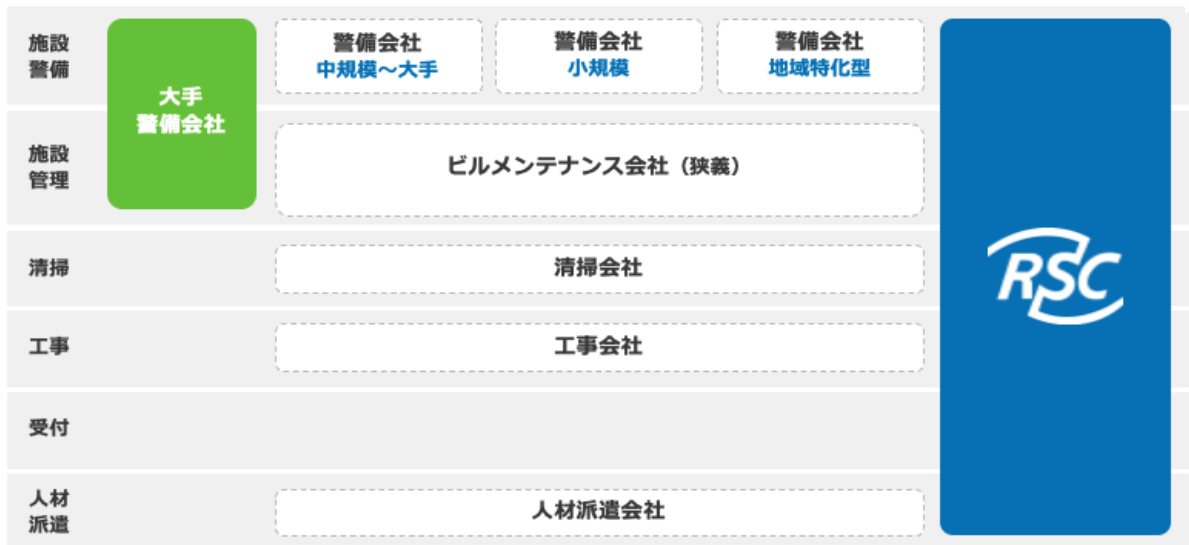 施設
警備
大手
警備会社
警備会社
中規模～大手
警備会社
小規模
警備会社
地域特化型
RSC
施設
管理
ビルメンテナンス会社（狭義）
清掃
清掃会社
工事
工事会社
受付
人材
派遣
人材派遣会社